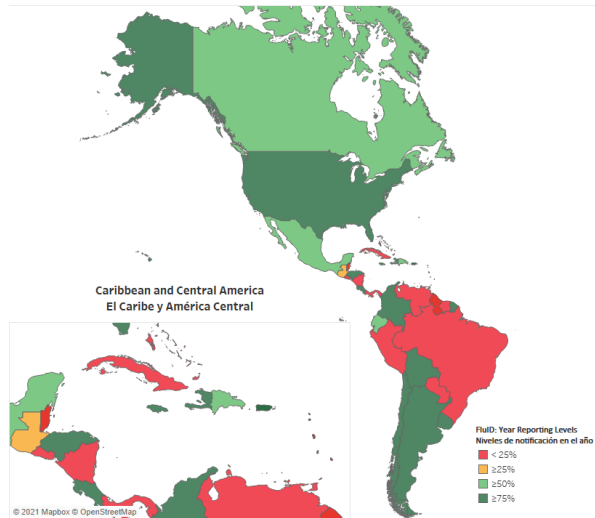 Caribbean and Central America
El Caribe y América Central
© 2021 Mapbox © OpenStreetMap
FluID: Year Reporting Levels
Niveles de notificación en el año
< 25%
≥25%
≥50%
≥75%